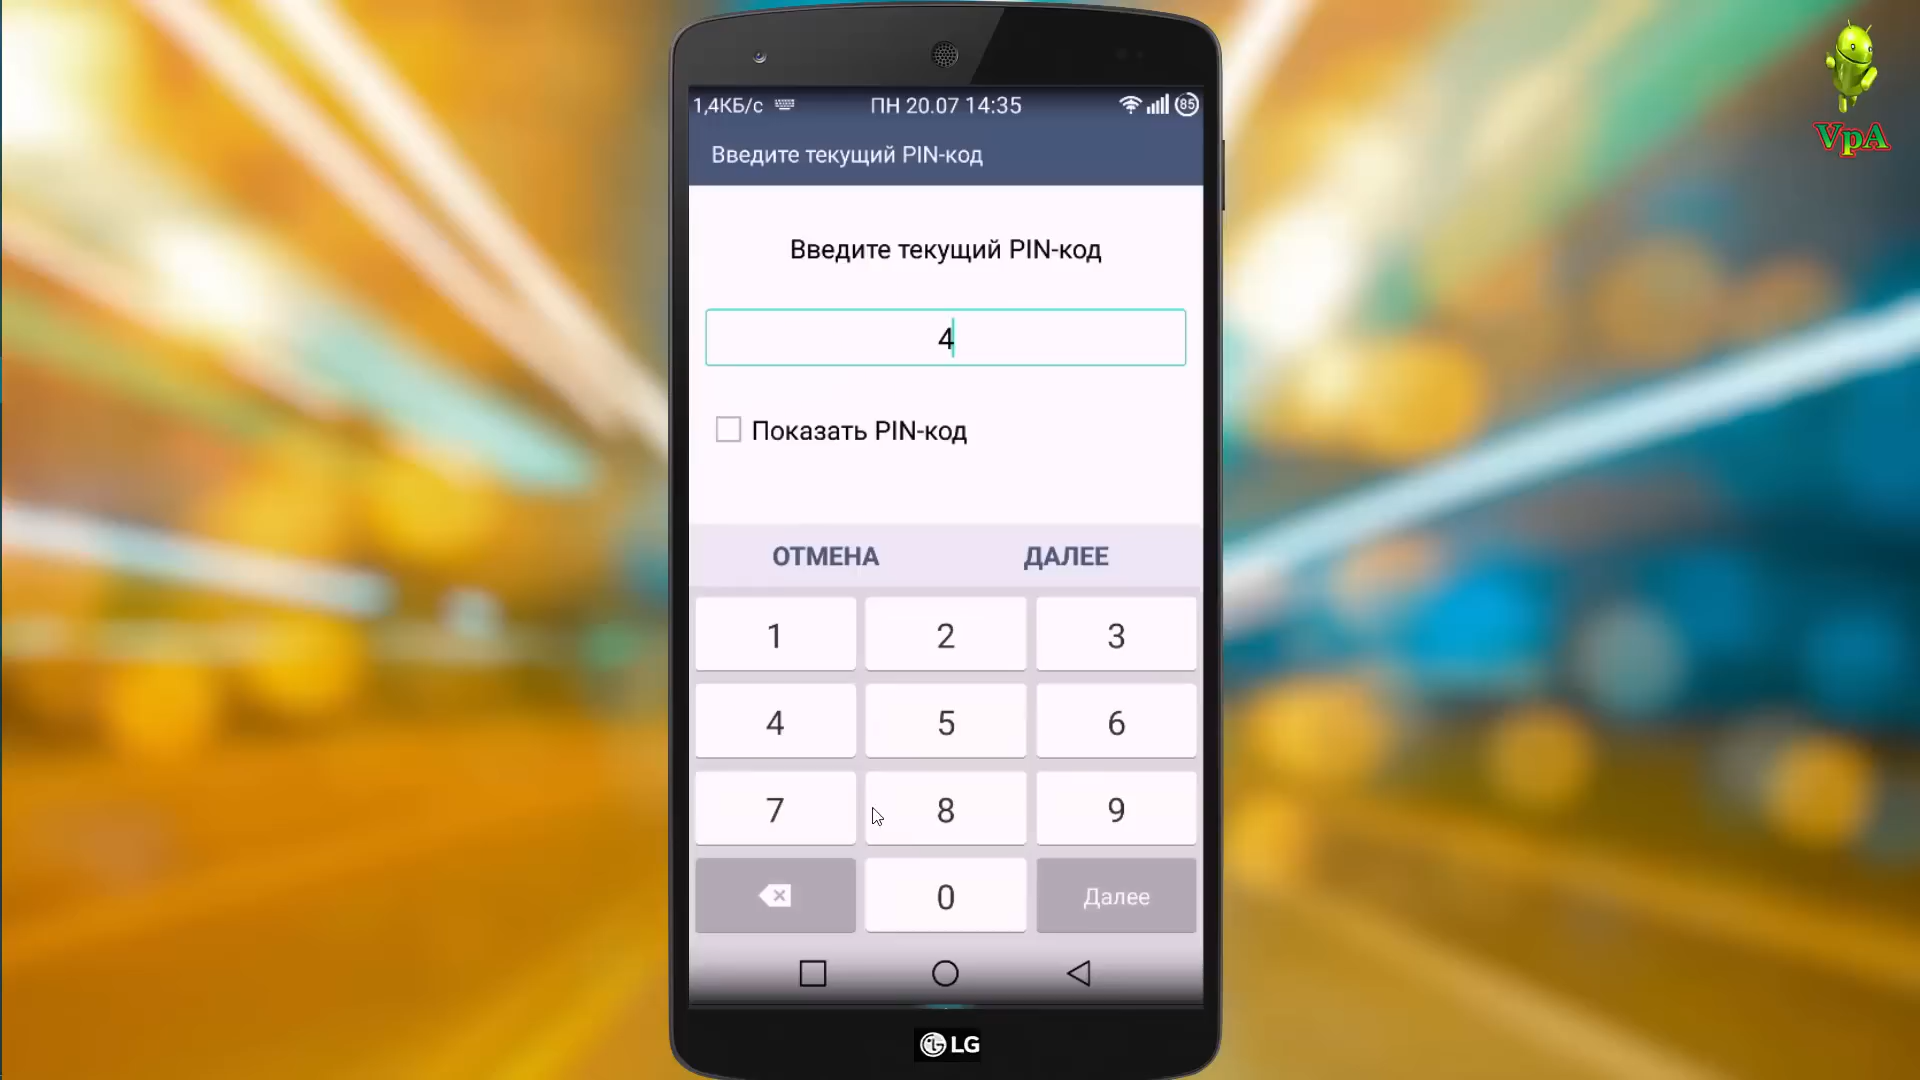 VpA
1,4КБ/с ПН 20.07 14:35 85
Введите текущий PIN-код
Введите текущий PIN-код
4
Показать PIN-код
ОТМЕНА ДАЛЕЕ
1 2 3
4 5 6
7 8 9
0 Далее
LG